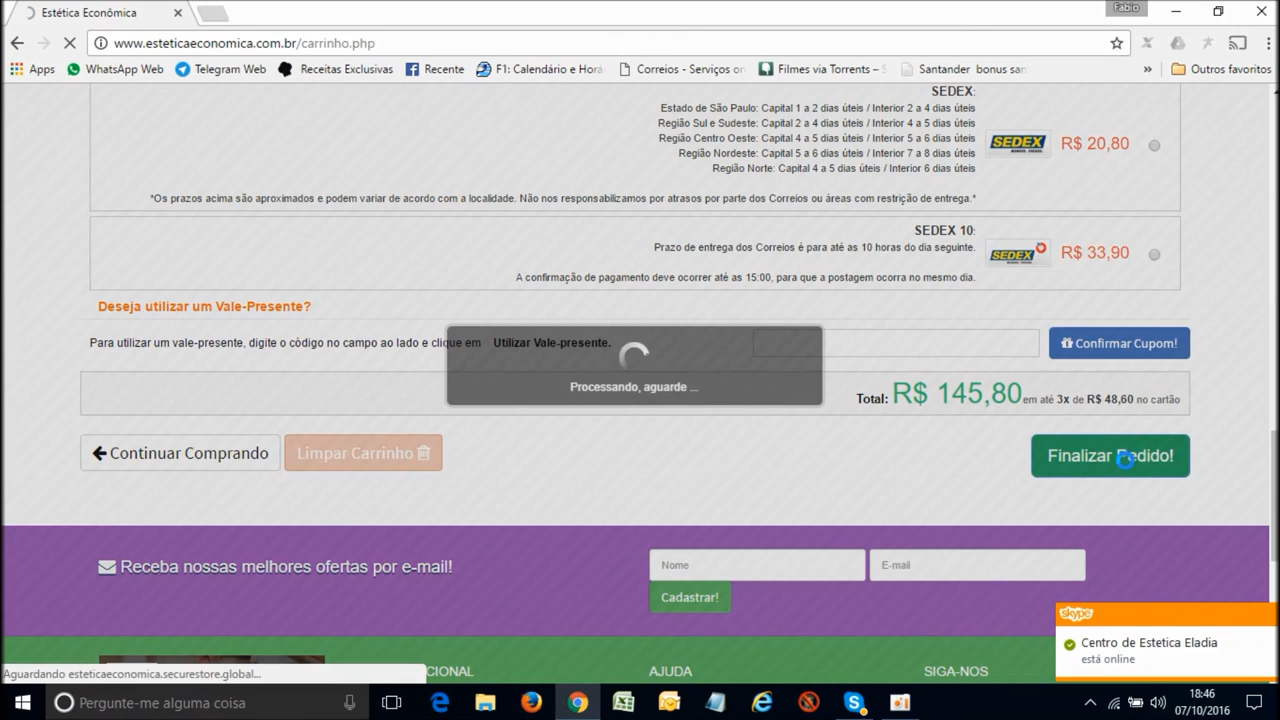 Estética Econômica
Fabio
www.esteticaeconomica.com.br/carrinho.php
Apps WhatsApp Web Telegram Web Receitas Exclusivas Recente F1: Calendário e Horá Correios - Serviços on Filmes via Torrents – S Santander bonus san » Outros favoritos
SEDEX:
Estado de São Paulo: Capital 1 a 2 dias úteis / Interior 2 a 4 dias úteis
Região Sul e Sudeste: Capital 2 a 4 dias úteis / Interior 4 a 5 dias úteis
Região Centro Oeste: Capital 4 a 5 dias úteis / Interior 5 a 6 dias úteis
Região Nordeste: Capital 5 a 6 dias úteis / Interior 7 a 8 dias úteis
Região Norte: Capital 4 a 5 dias úteis / Interior 6 dias úteis
SEDEX R$ 20,80
*Os prazos acima são aproximados e podem variar de acordo com a localidade. Não nos responsabilizamos por atrasos por parte dos Correios ou áreas com restrição de entrega.*
SEDEX 10:
Prazo de entrega dos Correios é para até as 10 horas do dia seguinte.
SEDEX R$ 33,90
A confirmação de pagamento deve ocorrer até as 15:00, para que a postagem ocorra no mesmo dia.
Deseja utilizar um Vale-Presente?
Para utilizar um vale-presente, digite o código no campo ao lado e clique em Utilizar Vale-presente. Confirmar Cupom!
Processando, aguarde ...
Total: R$ 145,80 em até 3x de R$ 48,60 no cartão
Continuar Comprando Limpar Carrinho Finalizar Pedido!
Receba nossas melhores ofertas por e-mail! Nome E-mail
Cadastrar!
skype
Centro de Estetica Eladia
está online
CIONAL AJUDA SIGA-NOS
Aguardando esteticaeconomica.securestore.global...
Pergunte-me alguma coisa
18:46
07/10/2016